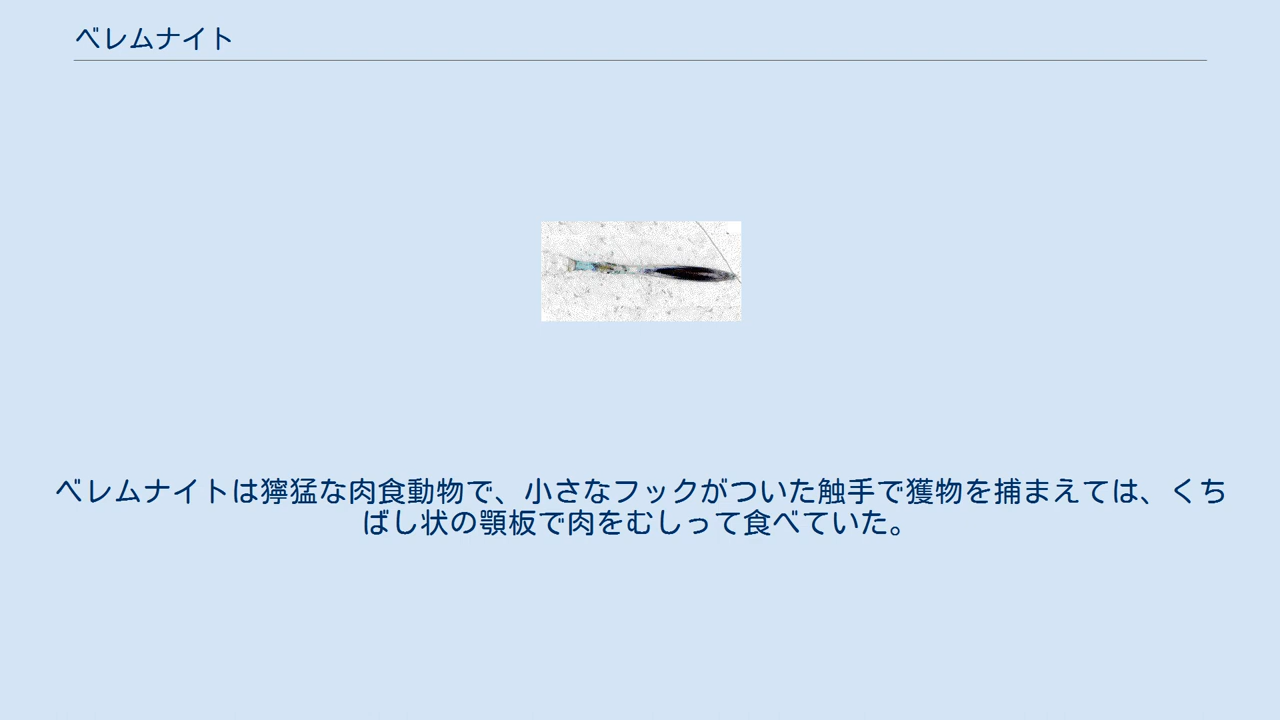 ベレムナイト
ベレムナイトは獰猛な肉食動物で、小さなフックがついた触手で獲物を捕まえては、くち
ばし状の顎板で肉をむしって食べていた。